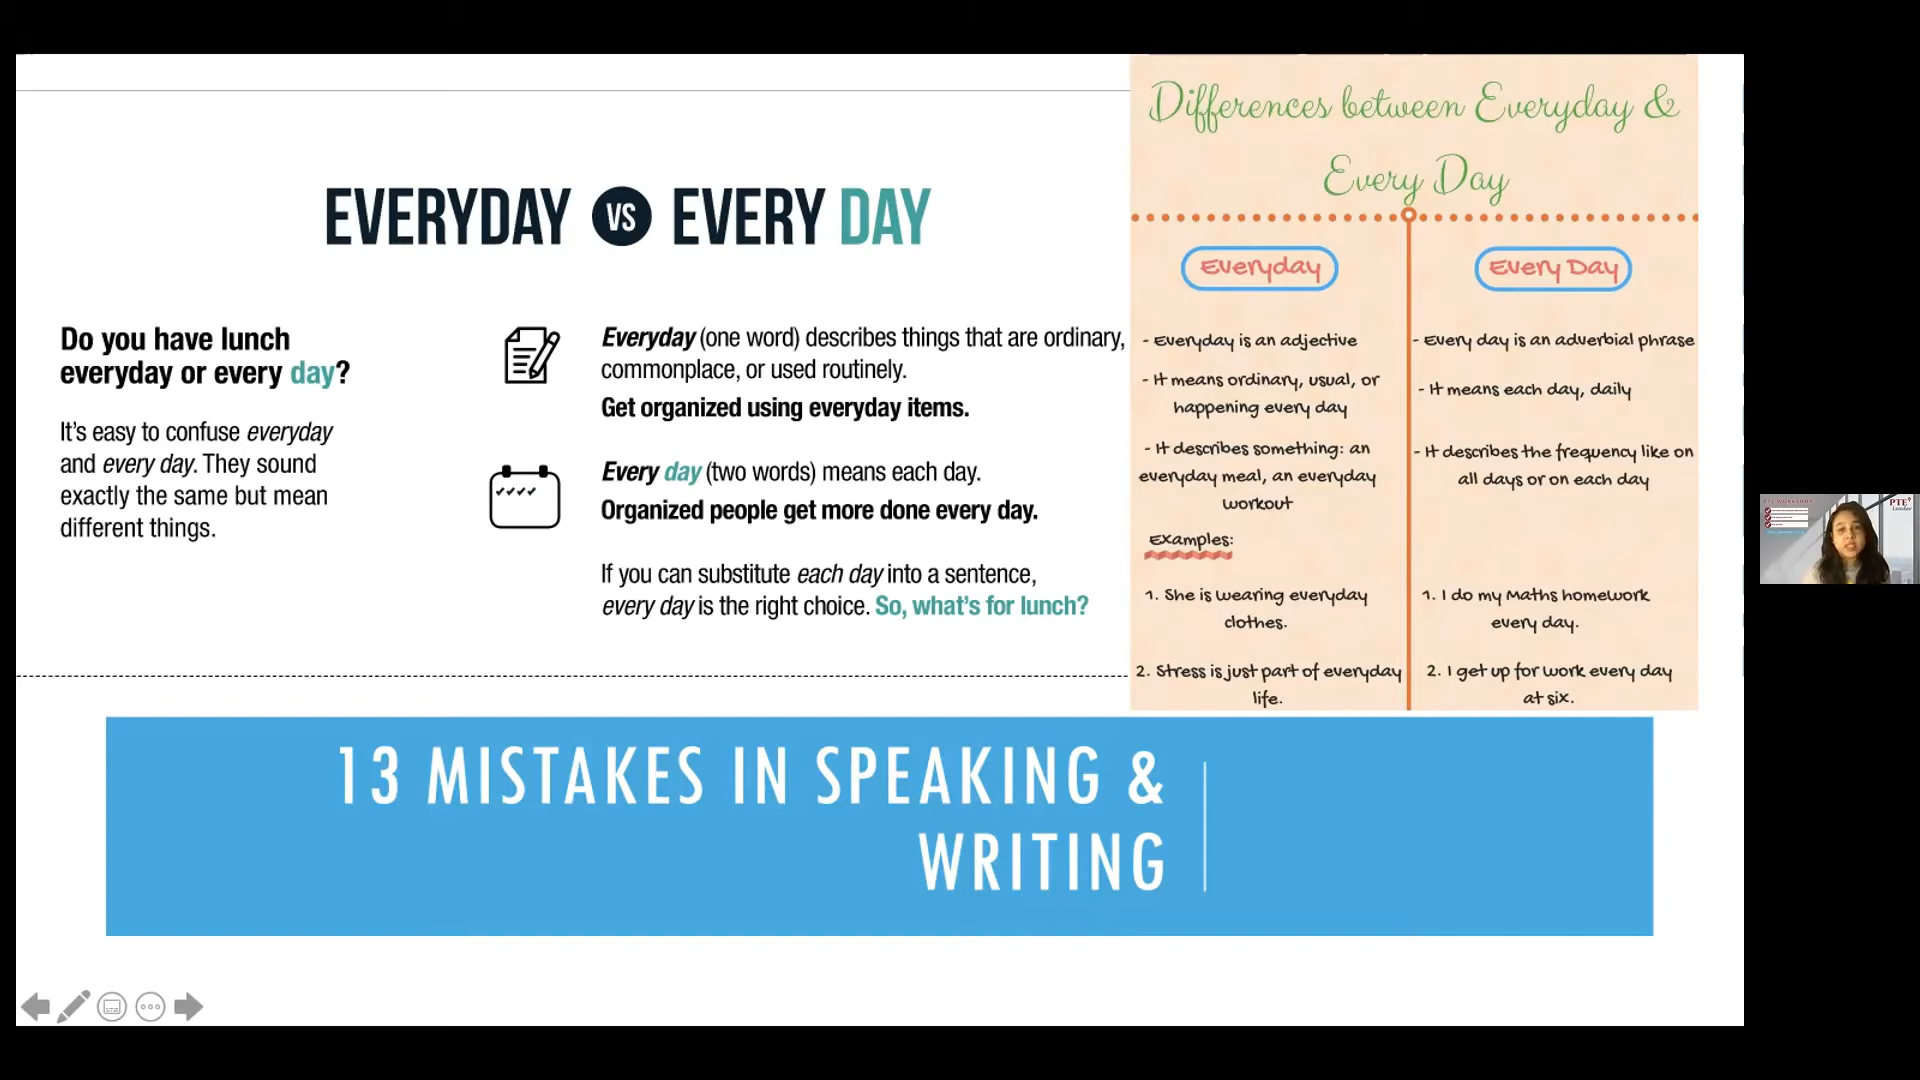 EVERYDAY VS EVERY DAY
Do you have lunch
everyday or every day?
It's easy to confuse everyday
and every day. They sound
exactly the same but mean
different things.
Everyday (one word) describes things that are ordinary,
commonplace, or used routinely.
Get organized using everyday items.
Every day (two words) means each day.
Organized people get more done every day.
If you can substitute each day into a sentence,
every day is the right choice. So, what's for lunch?
Differences between Everyday &
Every Day
Everyday
- Everyday is an adjective
- It means ordinary, usual, or
happening every day
- It describes something: an
everyday meal, an everyday
workout
Examples:
1. She is wearing everyday
clothes.
2. Stress is just part of everyday
life.
Every Day
- Every day is an adverbial phrase
- It means each day, daily
- It describes the frequency like on
all days or on each day
1. I do my Maths homework
every day.
2. I get up for work every day
at six.
13 MISTAKES IN SPEAKING &
WRITING
PTE WORKSHOP
PTE
Leader